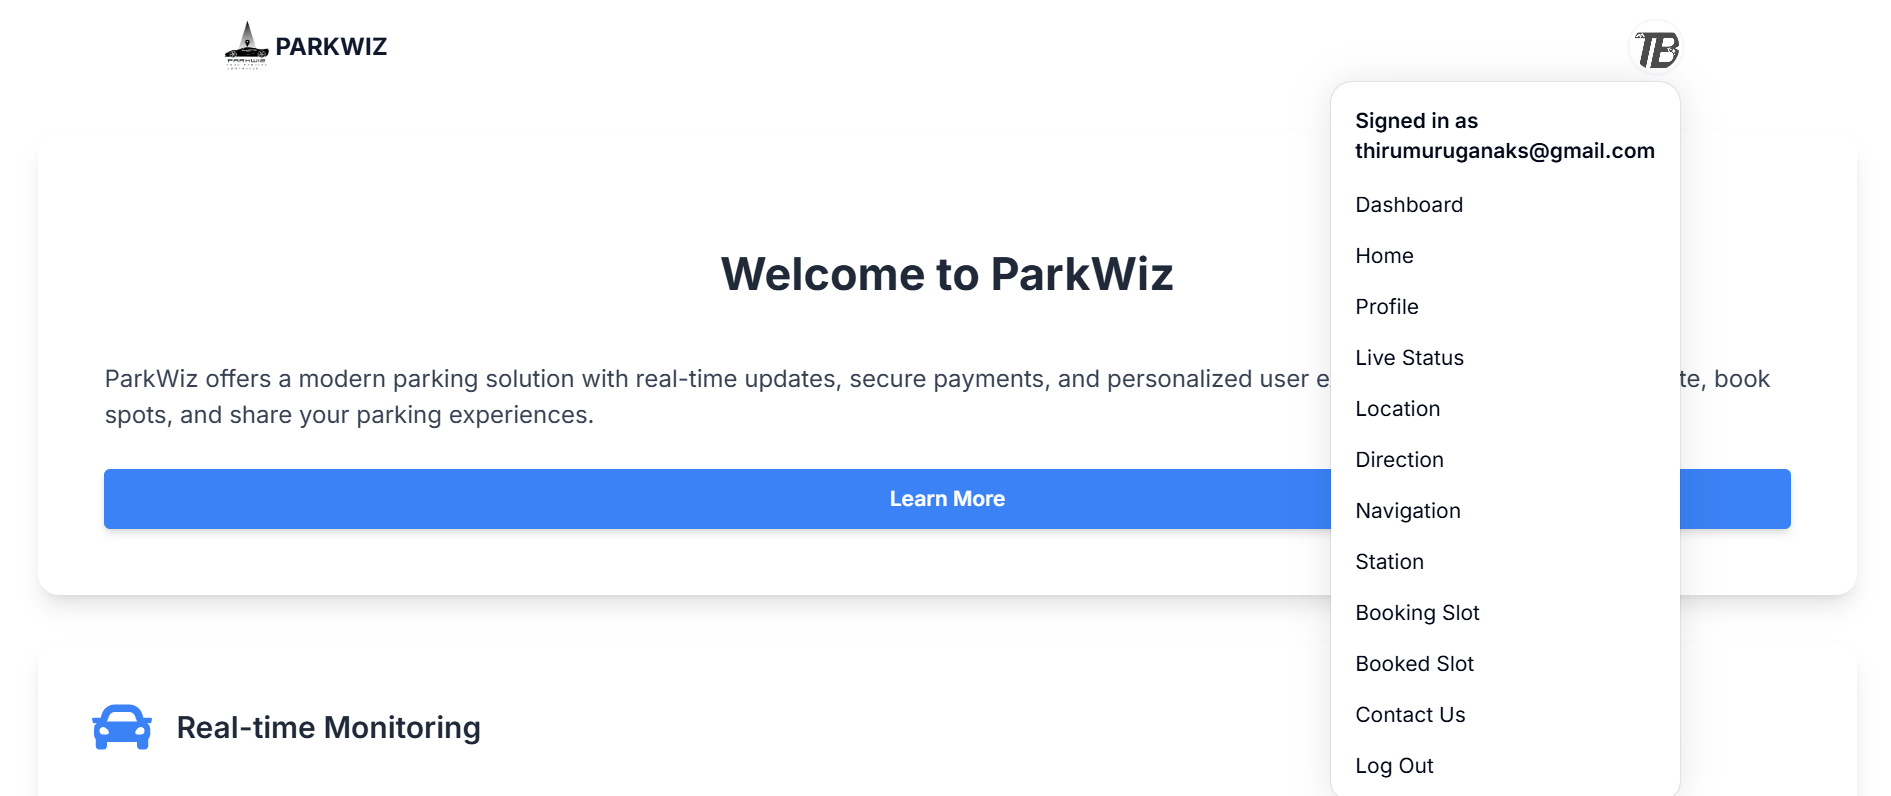 PARKWIZ
PARKWIZ
TB
Signed in as
thirumuruganaks@gmail.com
Dashboard
Home
Profile
Live Status
Location
Direction
Navigation
Station
Booking Slot
Booked Slot
Contact Us
Log Out
Welcome to ParkWiz
ParkWiz offers a modern parking solution with real-time updates, secure payments, and personalized user e te, book
spots, and share your parking experiences.
Learn More
Real-time Monitoring